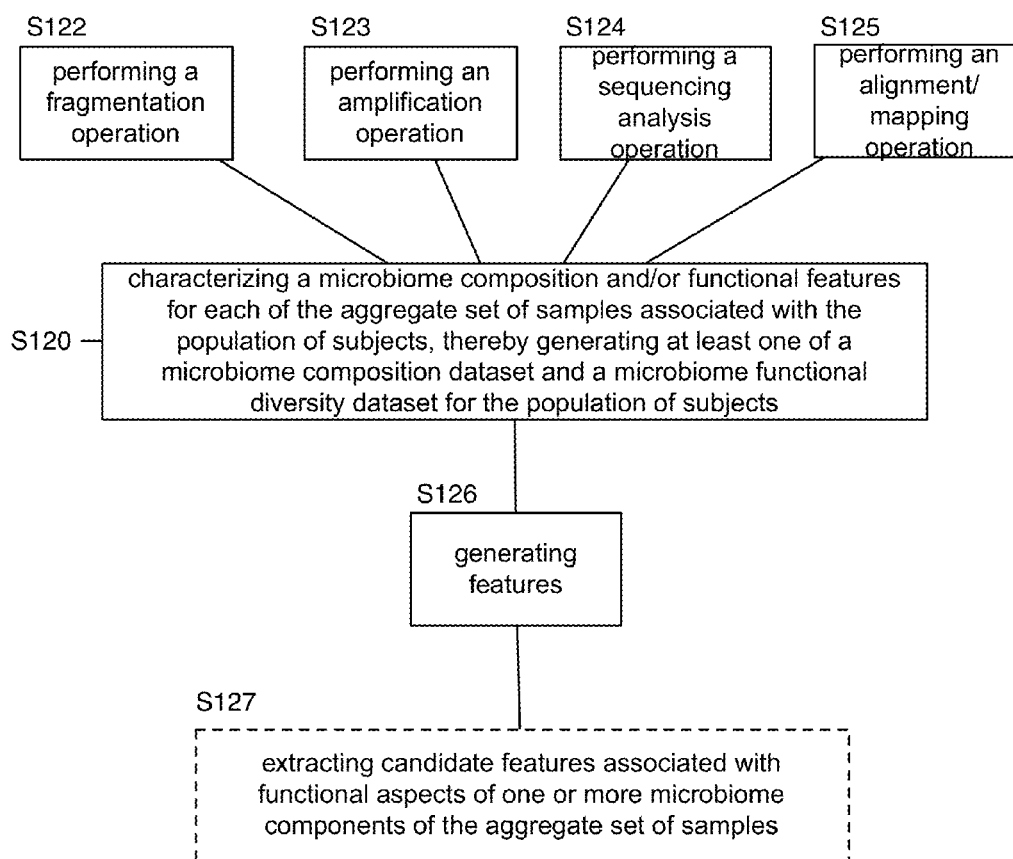 S122
performing a
fragmentation
operation
S123
performing an
amplification
operation
S124
performing a
sequencing
analysis
operation
S125
performing an
alignment/
mapping
operation
S120
characterizing a microbiome composition and/or functional features
for each of the aggregate set of samples associated with the
population of subjects, thereby generating at least one of a
microbiome composition dataset and a microbiome functional
diversity dataset for the population of subjects
S126
generating
features
S127
extracting candidate features associated with
functional aspects of one or more microbiome
components of the aggregate set of samples